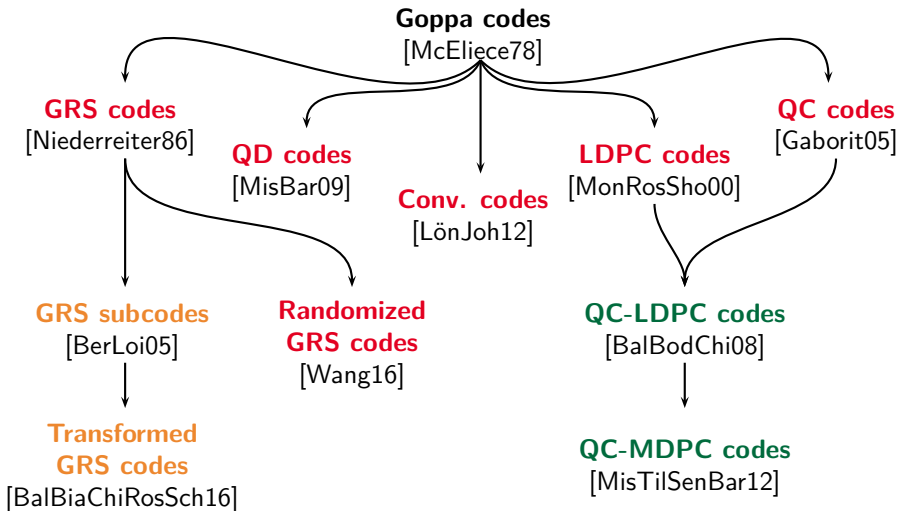 Goppa codes
[McEliece78]
GRS codes
[Niederreiter86]
QD codes
[MisBar09]
Conv. codes
[LönJoh12]
LDPC codes
[MonRosSho00]
QC codes
[Gaborit05]
GRS subcodes
[BerLoi05]
Randomized
GRS codes
[Wang16]
QC-LDPC codes
[BalBodChi08]
Transformed
GRS codes
[BalBiaChiRosSch16]
QC-MDPC codes
[MisTilSenBar12]